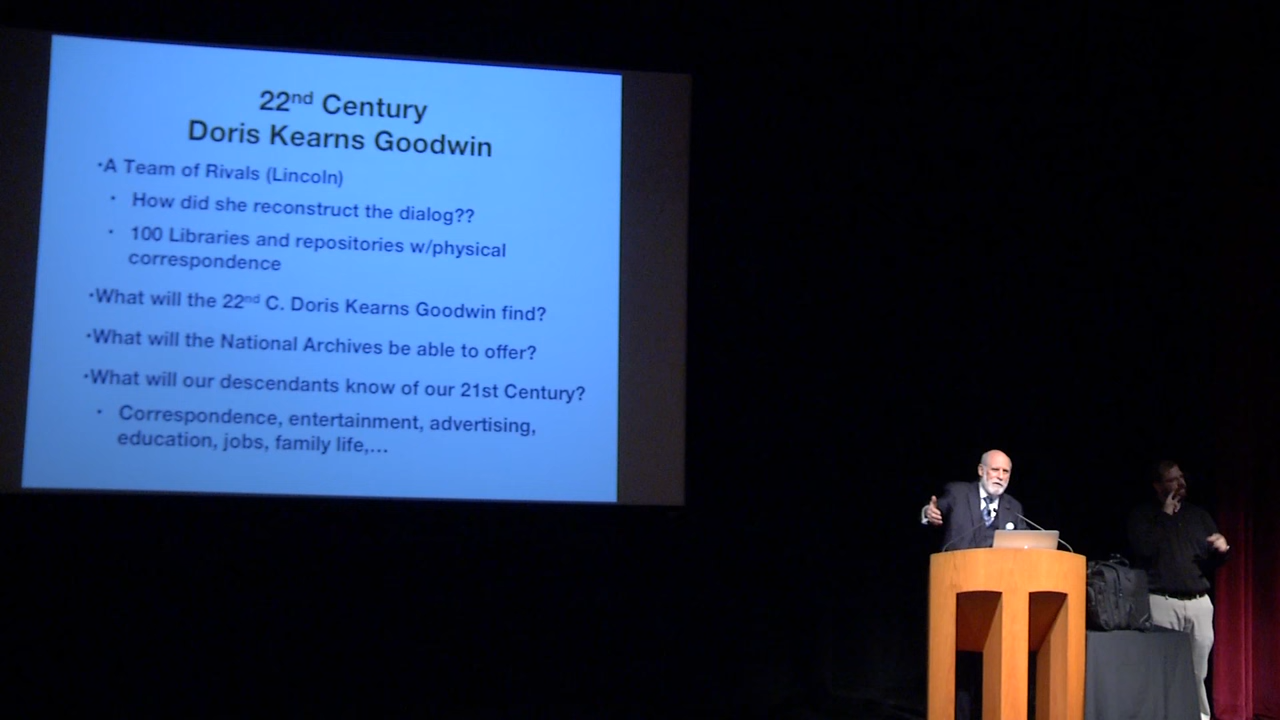 22nd Century
Doris Kearns Goodwin
•A Team of Rivals (Lincoln)
• How did she reconstruct the dialog??
• 100 Libraries and repositories w/physical
correspondence
•What will the 22nd C. Doris Kearns Goodwin find?
•What will the National Archives be able to offer?
•What will our descendants know of our 21st Century?
• Correspondence, entertainment, advertising,
education, jobs, family life,...